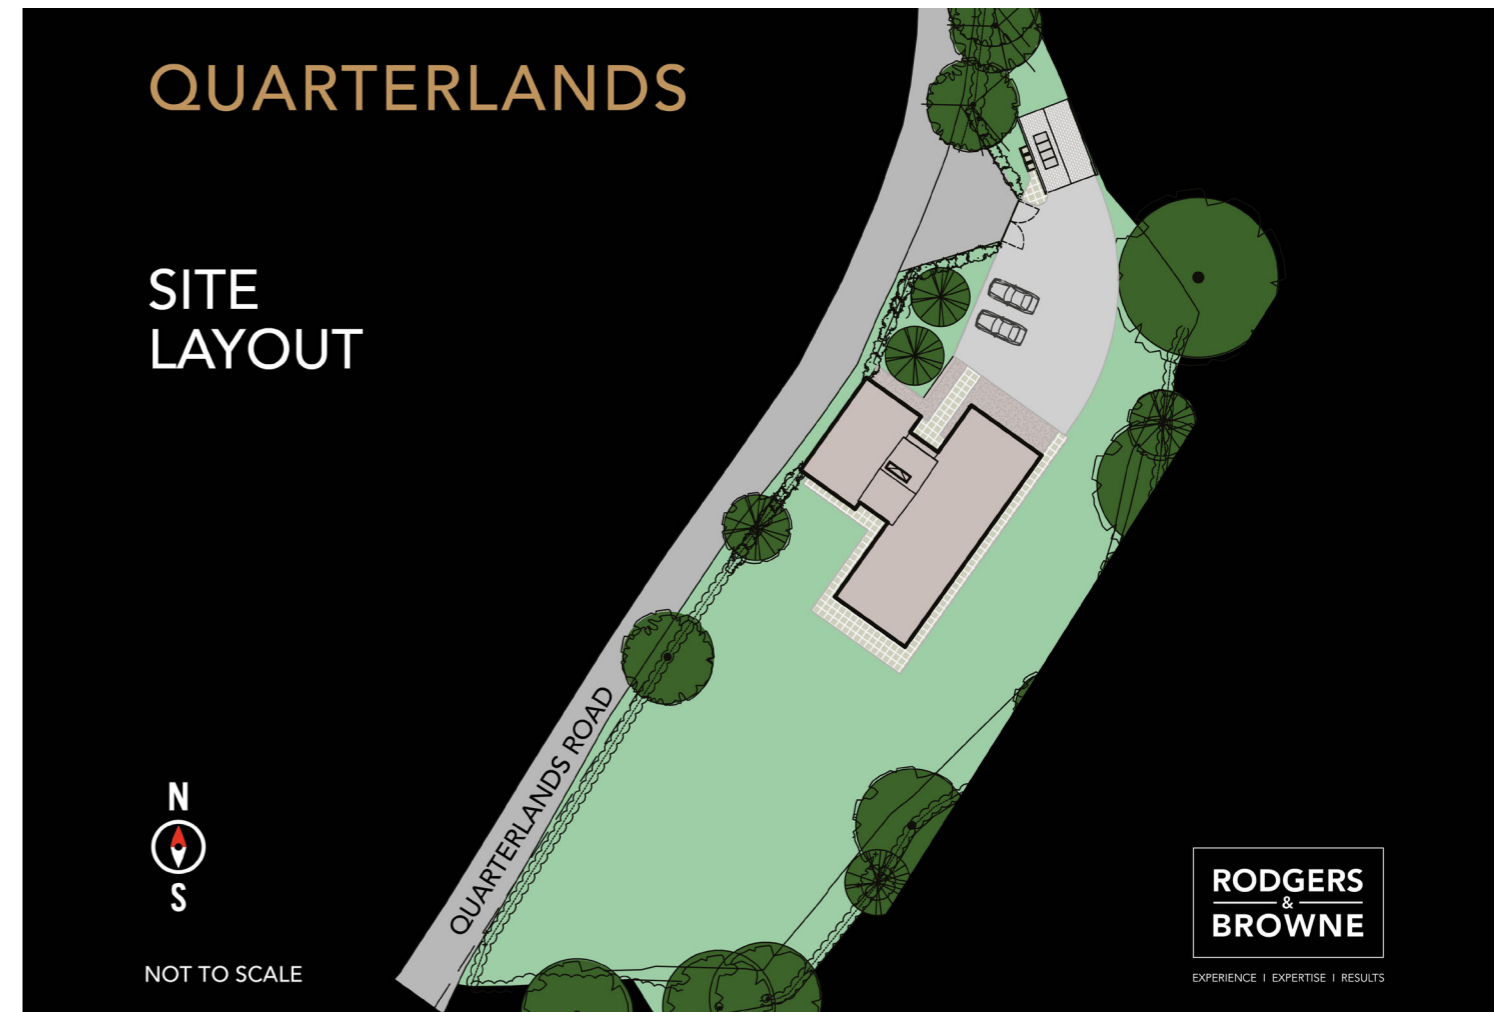 QUARTERLANDS
SITE
LAYOUT
QUARTERLANDS ROAD
N
S
NOT TO SCALE
RODGERS
&
BROWNE
EXPERIENCE | EXPERTISE | RESULTS